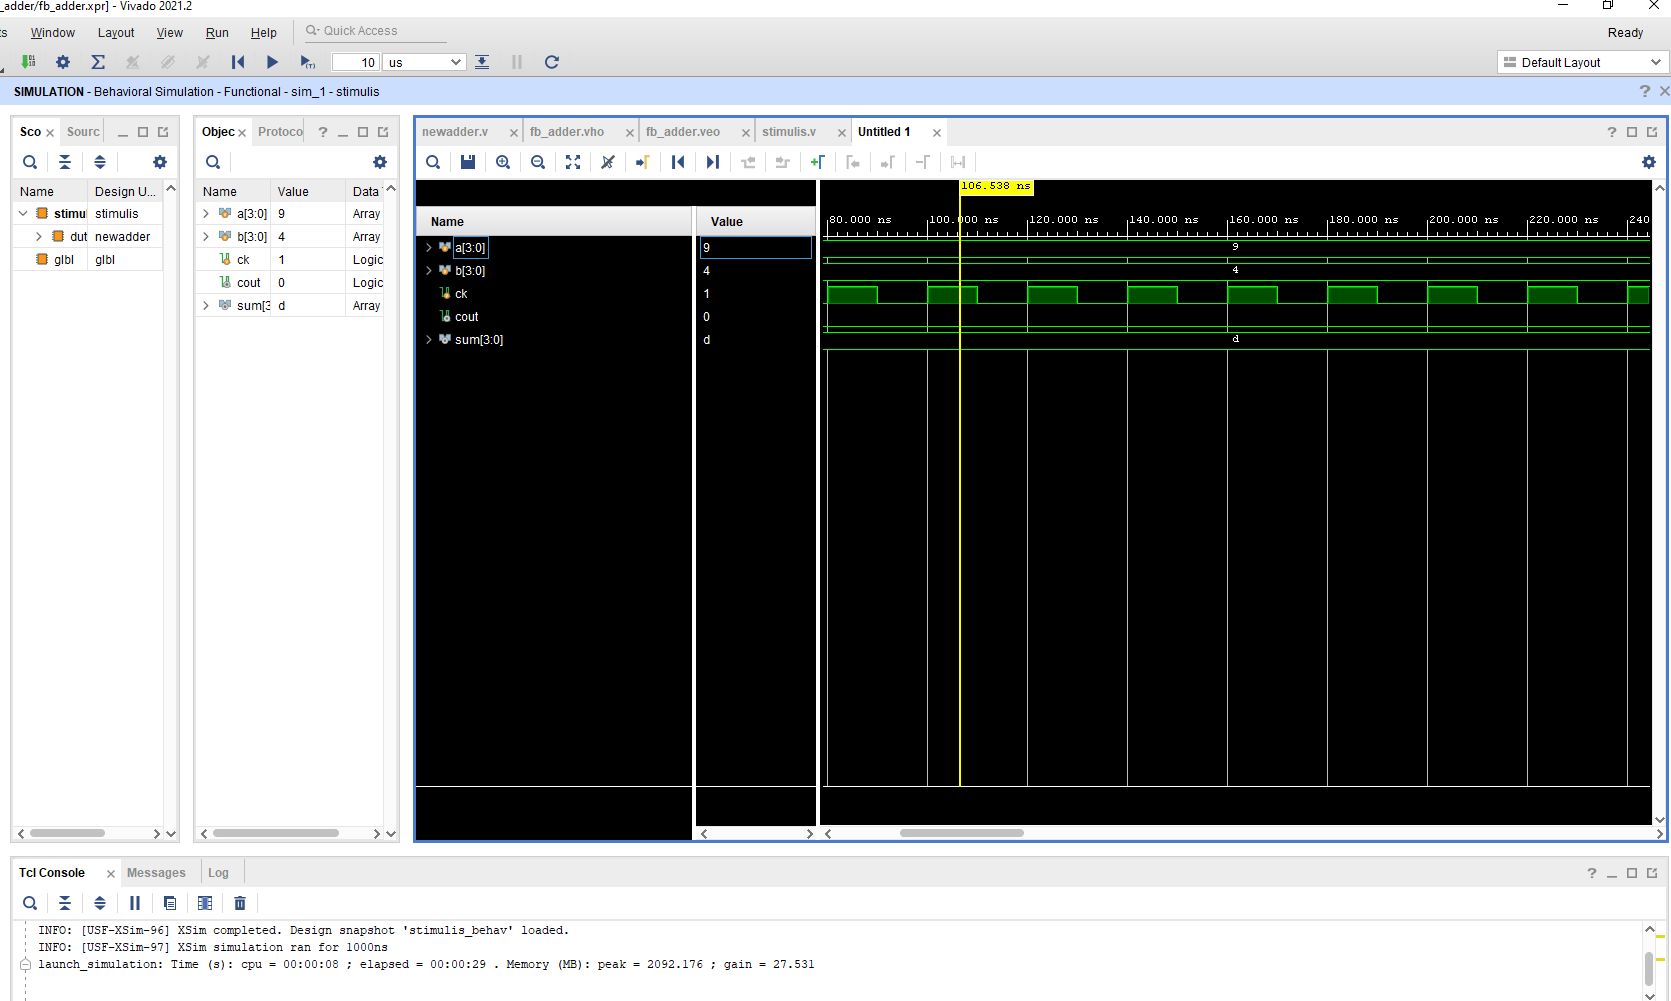 _adder/fb_adder.xpr] - Vivado 2021.2
ts Window Layout View Run Help Quick Access Ready
10 us Default Layout
SIMULATION - Behavioral Simulation - Functional - sim_1 - stimulis
Sco Sourc
Name Design U...
stimul stimulis
dut newadder
glbl glbl
Objec Protoco
Name Value Data
a[3:0] 9 Array
b[3:0] 4 Array
ck 1 Logic
cout 0 Logic
sum[3 d Array
newadder.v fb_adder.vho fb_adder.veo stimulis.v Untitled 1
106.538 ns
80.000 ns 100.000 ns 120.000 ns 140.000 ns 160.000 ns 180.000 ns 200.000 ns 220.000 ns 240
Name Value
a[3:0] 9 9
b[3:0] 4 4
ck 1
cout 0
sum[3:0] d d
Tcl Console Messages Log
INFO: [USF-XSim-96] XSim completed. Design snapshot 'stimulis_behav' loaded.
INFO: [USF-XSim-97] XSim simulation ran for 1000ns
launch_simulation: Time (s): cpu = 00:00:08 ; elapsed = 00:00:29 . Memory (MB): peak = 2092.176 ; gain = 27.531